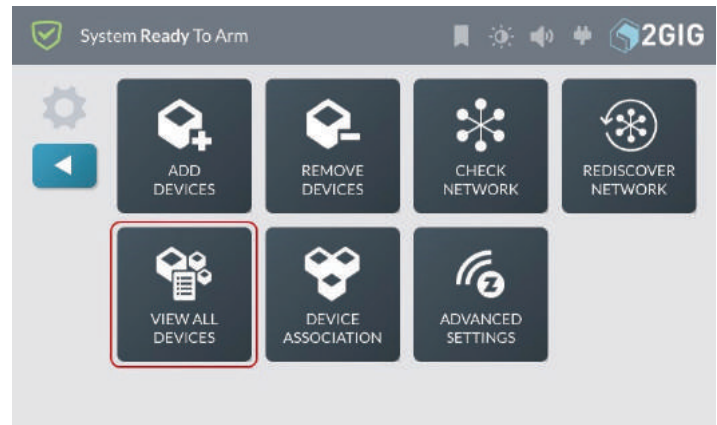 System Ready To Arm
2GIG
ADD
DEVICES
REMOVE
DEVICES
CHECK
NETWORK
REDISCOVER
NETWORK
VIEW ALL
DEVICES
DEVICE
ASSOCIATION
Z
ADVANCED
SETTINGS